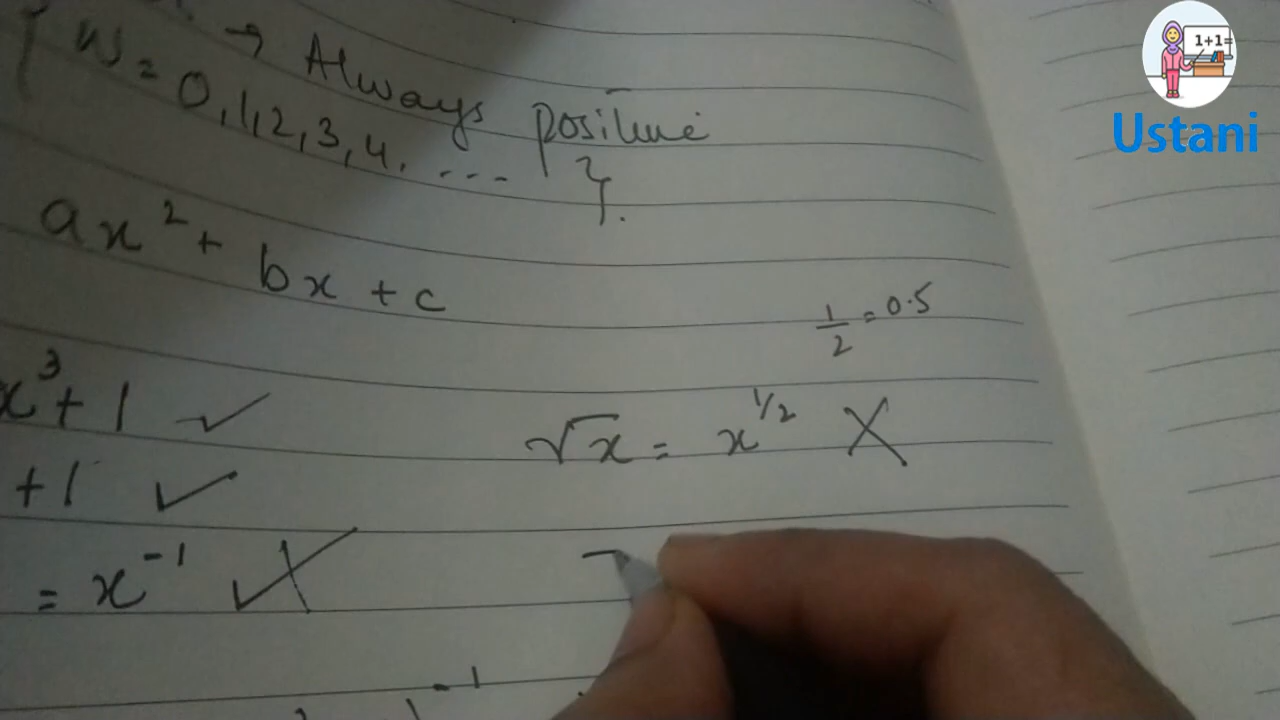 → Always positive
{ W = 0, 1, 2, 3, 4, .... }.
ax² + bx + c
1/2 = 0.5
x³ + 1 ✓
√x = x^1/2 X
+ 1 ✓
= x^-1 X
-1
1+1=
Ustani